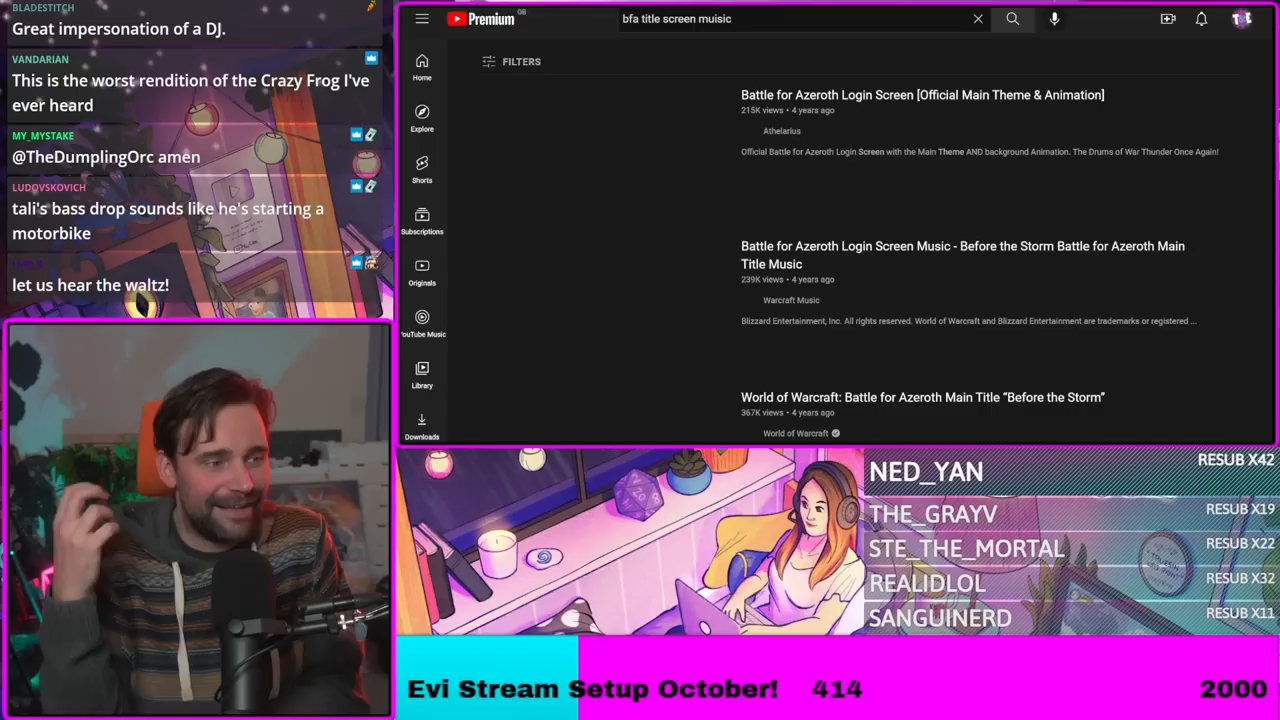 BLADESTITCH
Great impersonation of a DJ.
VANDARIAN
This is the worst rendition of the Crazy Frog I've
ever heard
MY_MYSTAKE
@TheDumplingOrc amen
LUDOVSKOVICH
tali's bass drop sounds like he's starting a
motorbike
let us hear the waltz!
Premium GB
bfa title screen muisic
Home
Explore
Shorts
Subscriptions
Originals
YouTube Music
Library
Downloads
FILTERS
Battle for Azeroth Login Screen [Official Main Theme & Animation]
215K views • 4 years ago
Athelarius
Official Battle for Azeroth Login Screen with the Main Theme AND background Animation. The Drums of War Thunder Once Again!
Battle for Azeroth Login Screen Music - Before the Storm Battle for Azeroth Main
Title Music
239K views • 4 years ago
Warcraft Music
Blizzard Entertainment, Inc. All rights reserved. World of Warcraft and Blizzard Entertainment are trademarks or registered ...
World of Warcraft: Battle for Azeroth Main Title “Before the Storm”
367K views • 4 years ago
World of Warcraft
NED_YAN RESUB X42
THE_GRAYV RESUB X19
STE_THE_MORTAL RESUB X22
REALIDLOL RESUB X32
SANGUINERD RESUB X11
Evi Stream Setup October! 414 2000